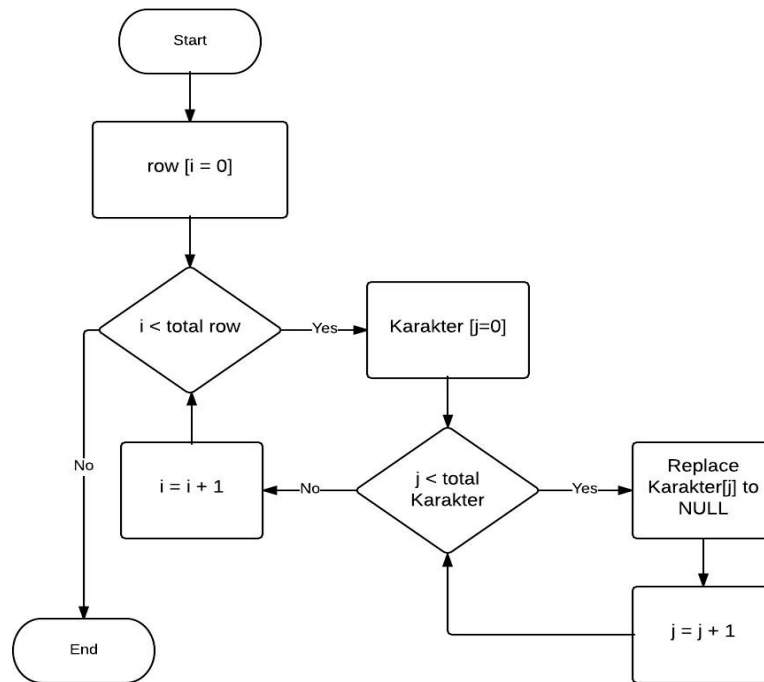 Start
row [i = 0]
i < total row
Yes
Karakter [j=0]
No
i = i + 1
No
j < total
Karakter
Yes
Replace
Karakter[j] to
NULL
j = j + 1
End